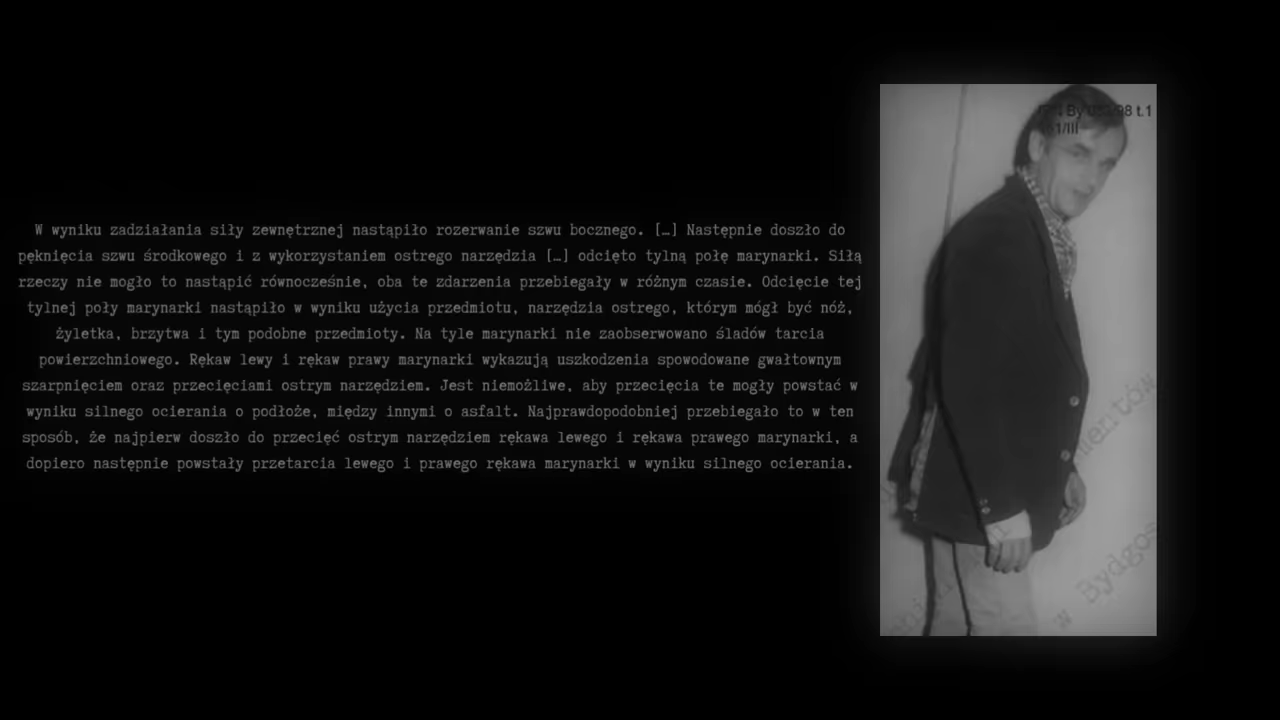 W wyniku zadziałania siły zewnętrznej nastąpiło rozerwanie szwu bocznego. […] Następnie doszło do
pęknięcia szwu środkowego i z wykorzystaniem ostrego narzędzia […] odcięto tylną połę marynarki. Siłą
rzeczy nie mogło to nastąpić równocześnie, oba te zdarzenia przebiegały w różnym czasie. Odcięcie tej
tylnej poły marynarki nastąpiło w wyniku użycia przedmiotu, narzędzia ostrego, którym mógł być nóż,
żyletka, brzytwa i tym podobne przedmioty. Na tyle marynarki nie zaobserwowano śladów tarcia
powierzchniowego. Rękaw lewy i rękaw prawy marynarki wykazują uszkodzenia spowodowane gwałtownym
szarpnięciem oraz przecięciami ostrym narzędziem. Jest niemożliwe, aby przecięcia te mogły powstać w
wyniku silnego ocierania o podłoże, między innymi o asfalt. Najprawdopodobniej przebiegało to w ten
sposób, że najpierw doszło do przecięć ostrym narzędziem rękawa lewego i rękawa prawego marynarki, a
dopiero następnie powstały przetarcia lewego i prawego rękawa marynarki w wyniku silnego ocierania.
By t.1
w